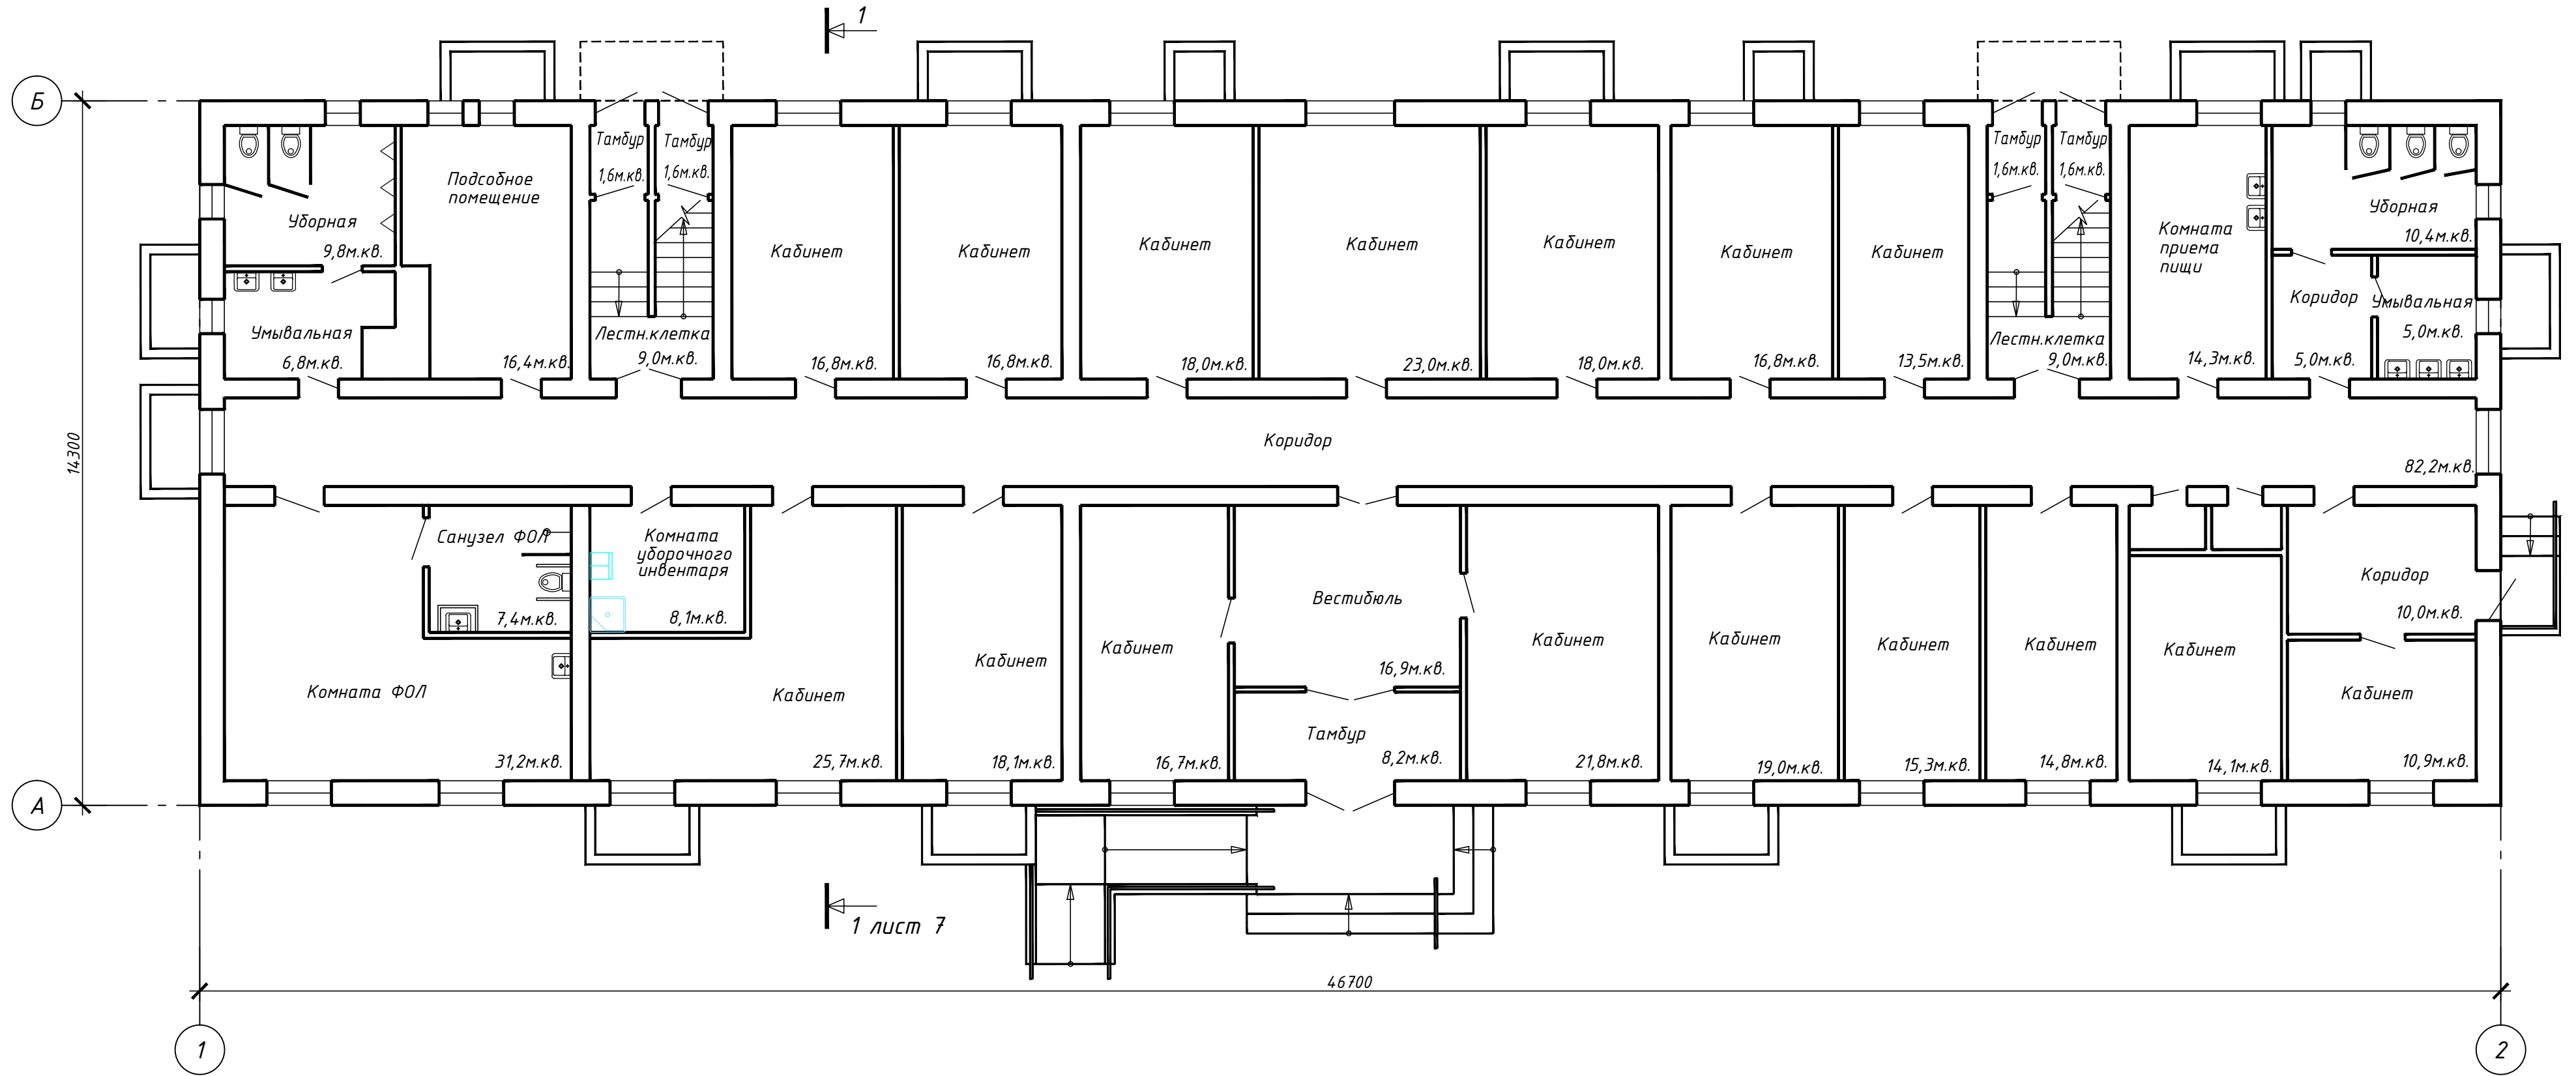 1
Б
Тамбур
1,6м.кв.
Тамбур
1,6м.кв.
Тамбур
1,6м.кв.
Тамбур
1,6м.кв.
Подсобное
помещение
16,4м.кв.
Уборная
9,8м.кв.
Умывальная
6,8м.кв.
Лестн.клетка
9,0м.кв.
Кабинет
16,8м.кв.
Кабинет
16,8м.кв.
Кабинет
18,0м.кв.
Кабинет
23,0м.кв.
Кабинет
18,0м.кв.
Кабинет
16,8м.кв.
Кабинет
13,5м.кв.
Лестн.клетка
9,0м.кв.
Комната
приема
пищи
14,3м.кв.
Уборная
10,4м.кв.
Коридор
5,0м.кв.
Умывальная
5,0м.кв.
14300
Коридор
82,2м.кв.
Санузел ФОЛ
7,4м.кв.
Комната
уборочного
инвентаря
8,1м.кв.
Комната ФОЛ
31,2м.кв.
Кабинет
25,7м.кв.
Кабинет
18,1м.кв.
Кабинет
16,7м.кв.
Вестибюль
16,9м.кв.
Тамбур
8,2м.кв.
Кабинет
21,8м.кв.
Кабинет
19,0м.кв.
Кабинет
15,3м.кв.
Кабинет
14,8м.кв.
Кабинет
14,1м.кв.
Коридор
10,0м.кв.
Кабинет
10,9м.кв.
А
1 лист 7
46700
1
2